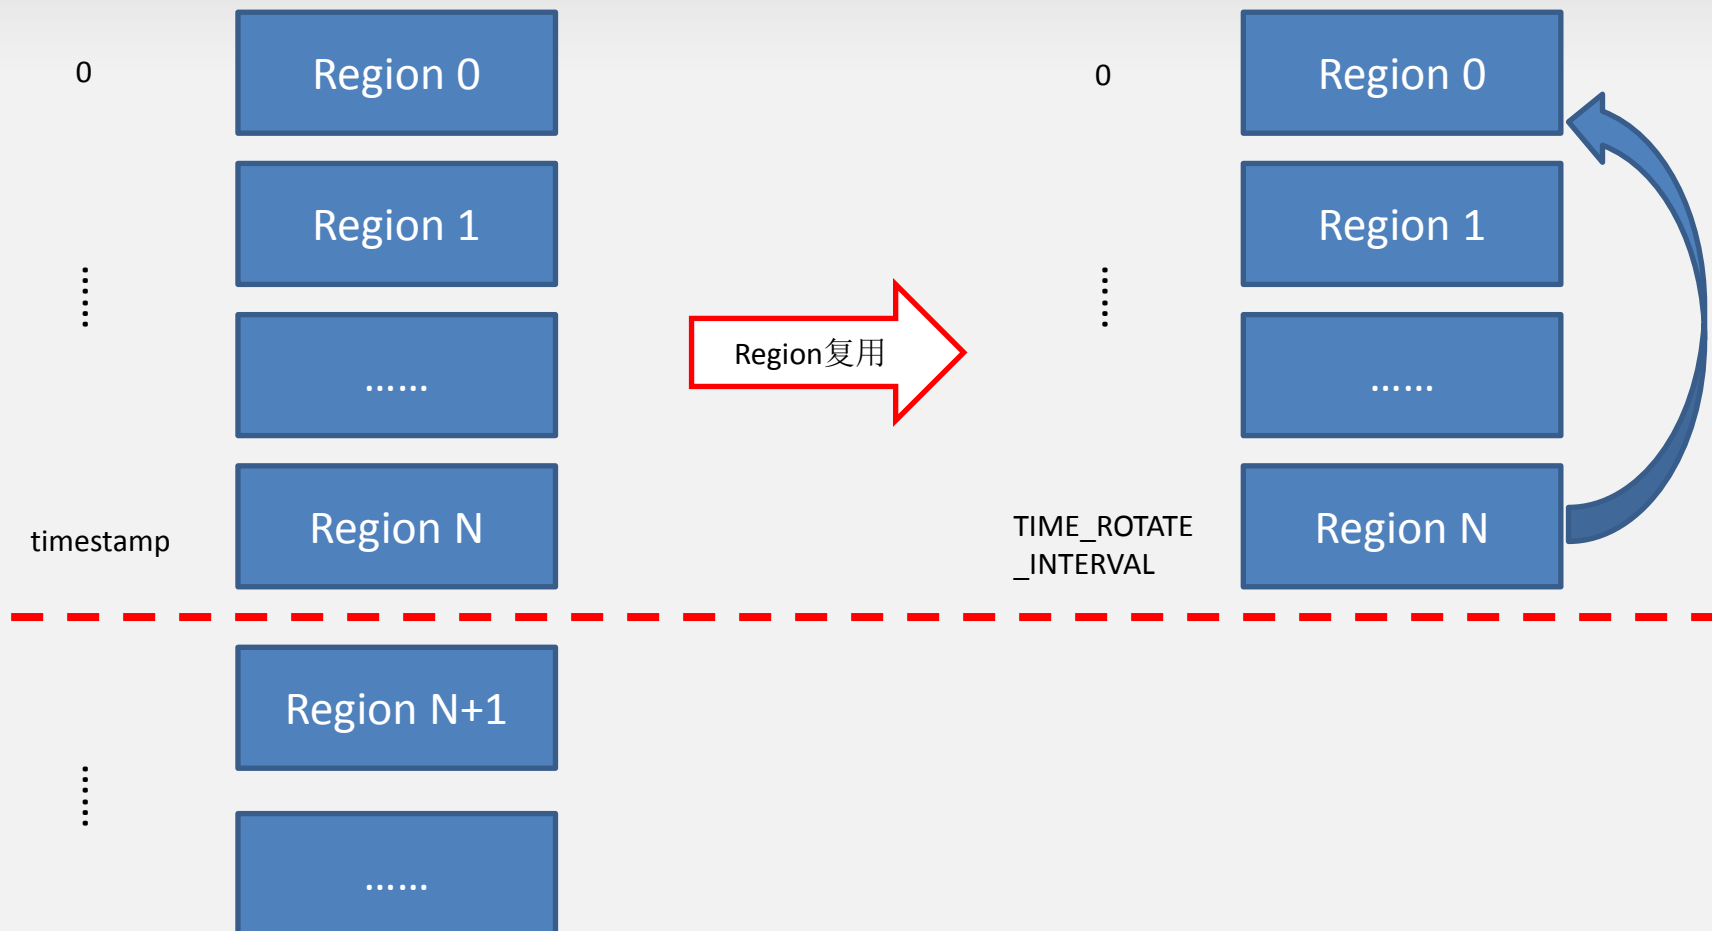 0
Region 0
Region 1
......
......
timestamp
Region N
Region N+1
......
......
Region复用
0
Region 0
Region 1
......
......
TIME_ROTATE
_INTERVAL
Region N